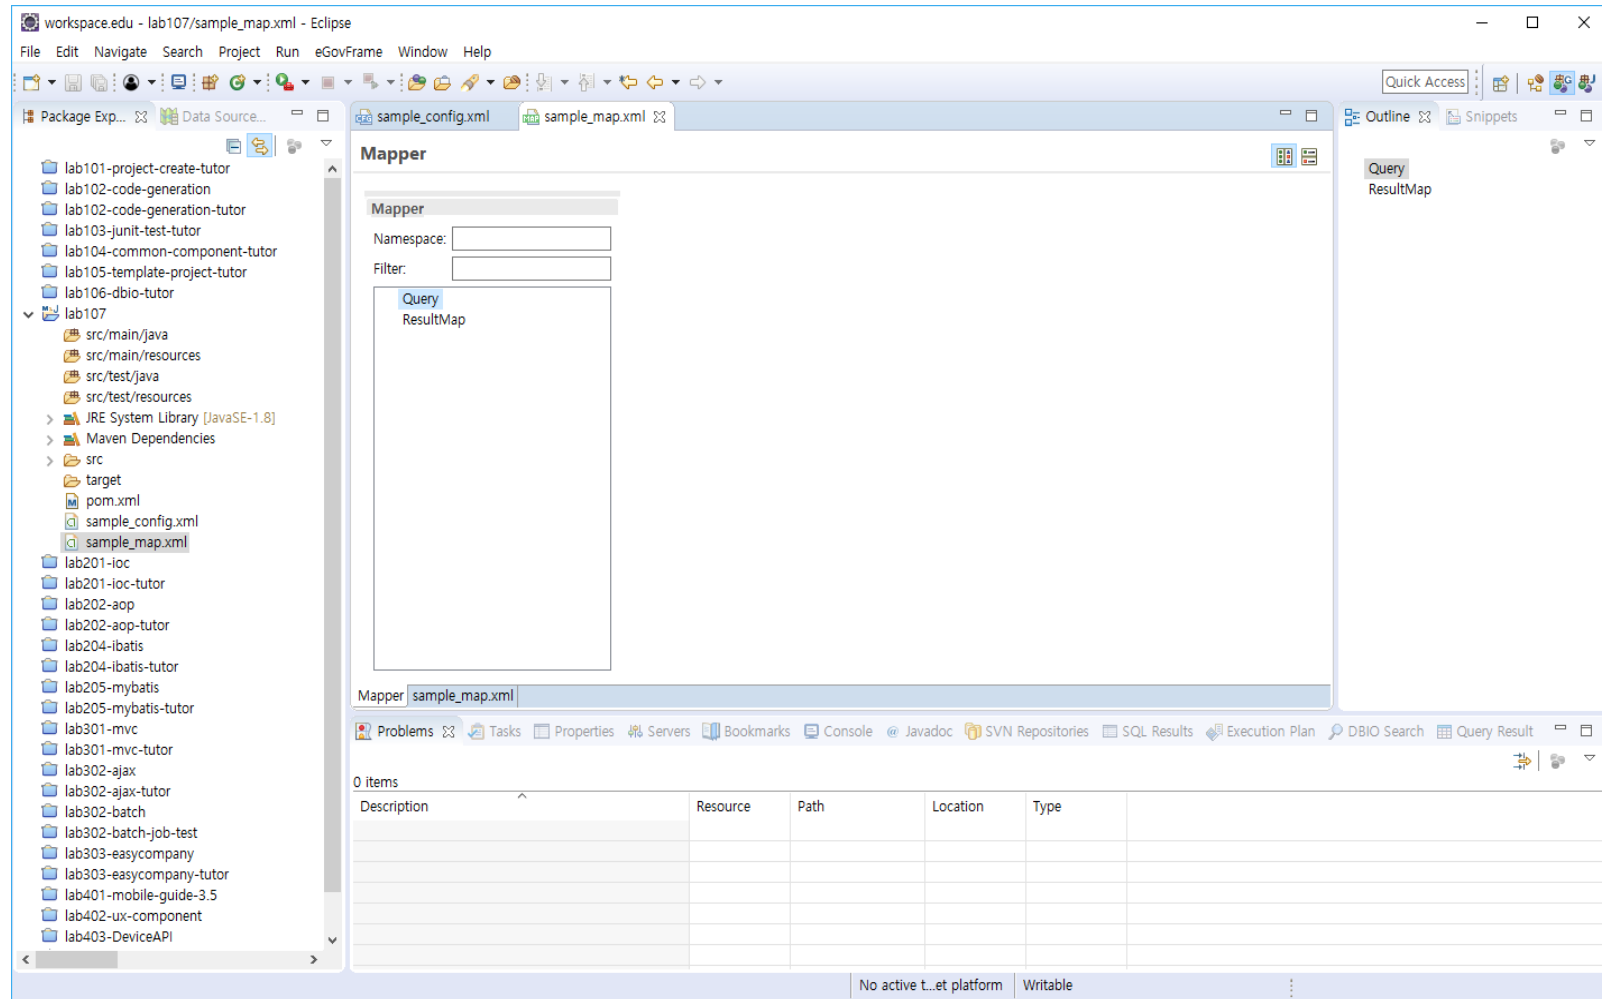 workspace.edu - lab107/sample_map.xml - Eclipse
File Edit Navigate Search Project Run eGovFrame Window Help
Quick Access
Package Exp...
Data Source...
lab101-project-create-tutor
lab102-code-generation
lab102-code-generation-tutor
lab103-junit-test-tutor
lab104-common-component-tutor
lab105-template-project-tutor
lab106-dbio-tutor
lab107
src/main/java
src/main/resources
src/test/java
src/test/resources
JRE System Library [JavaSE-1.8]
Maven Dependencies
src
target
pom.xml
sample_config.xml
sample_map.xml
lab201-ioc
lab201-ioc-tutor
lab202-aop
lab202-aop-tutor
lab204-ibatis
lab204-ibatis-tutor
lab205-mybatis
lab205-mybatis-tutor
lab301-mvc
lab301-mvc-tutor
lab302-ajax
lab302-ajax-tutor
lab302-batch
lab302-batch-job-test
lab303-easycompany
lab303-easycompany-tutor
lab401-mobile-guide-3.5
lab402-ux-component
lab403-DeviceAPI
sample_config.xml
sample_map.xml
Mapper
Mapper
Namespace:
Filter:
Query
ResultMap
Mapper
sample_map.xml
Outline
Snippets
Query
ResultMap
Problems Tasks Properties Servers Bookmarks Console Javadoc SVN Repositories SQL Results Execution Plan DBIO Search Query Result
0 items
Description Resource Path Location Type
No active t...et platform
Writable